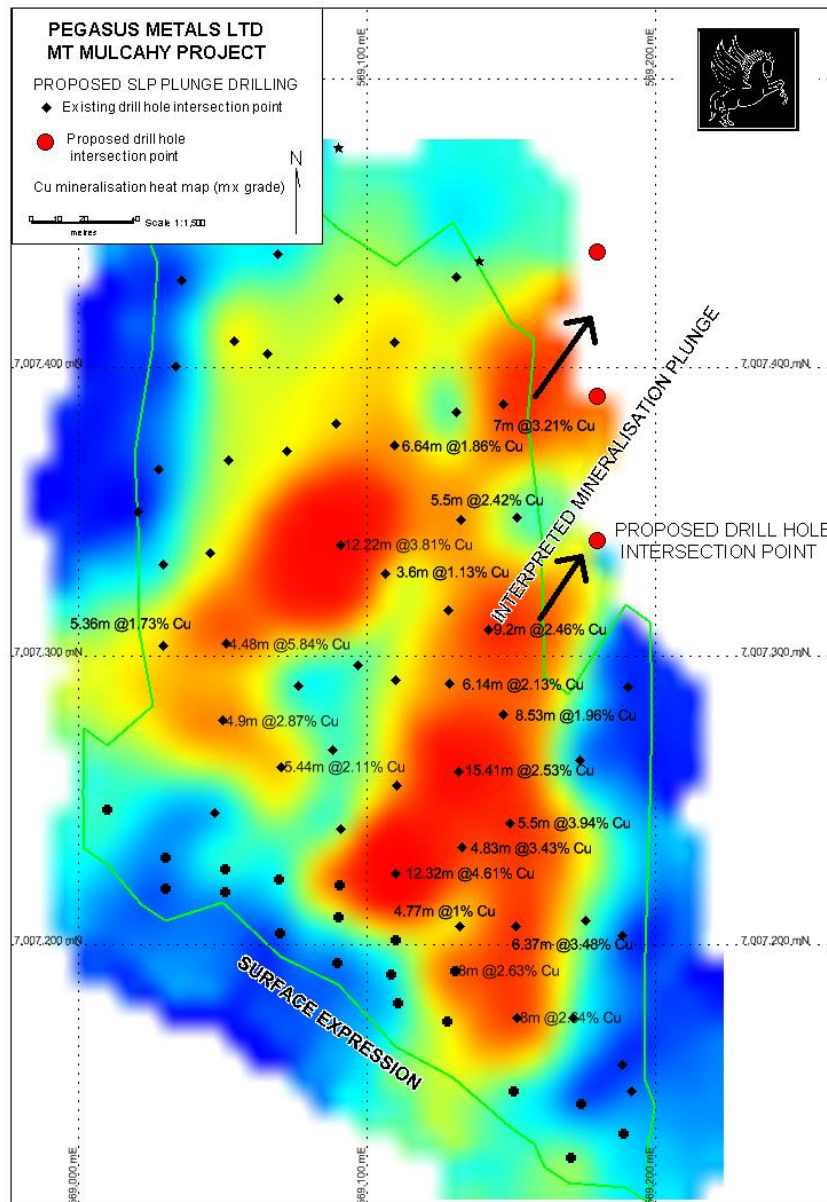 PEGASUS METALS LTD
MT MULCAHY PROJECT
PROPOSED SLP PLUNGE DRILLING
Existing drill hole intersection point
Proposed drill hole
intersection point
Cu mineralisation heat map (m x grade)
N
0 10 20 40 Scale 1:1,500
metres
569,100 mE
569,200 mE
7,007,400 mN
7,007,400 mN
7m @3.21% Cu
6.64m @1.86% Cu
INTERPRETED MINERALISATION PLUNGE
5.5m @2.42% Cu
PROPOSED DRILL HOLE
INTERSECTION POINT
12.22m @3.81% Cu
3.6m @1.13% Cu
5.36m @1.73% Cu
9.2m @2.46% Cu
4.48m @5.84% Cu
7,007,300 mN
7,007,300 mN
6.14m @2.13% Cu
8.53m @1.96% Cu
4.9m @2.87% Cu
5.44m @2.11% Cu
15.41m @2.53% Cu
5.5m @3.94% Cu
4.83m @3.43% Cu
12.32m @4.61% Cu
4.77m @1% Cu
6.37m @3.48% Cu
7,007,200 mN
7,007,200 mN
8m @2.63% Cu
SURFACE EXPRESSION
8m @2.64% Cu
569,000 mE
569,100 mE
569,200 mE